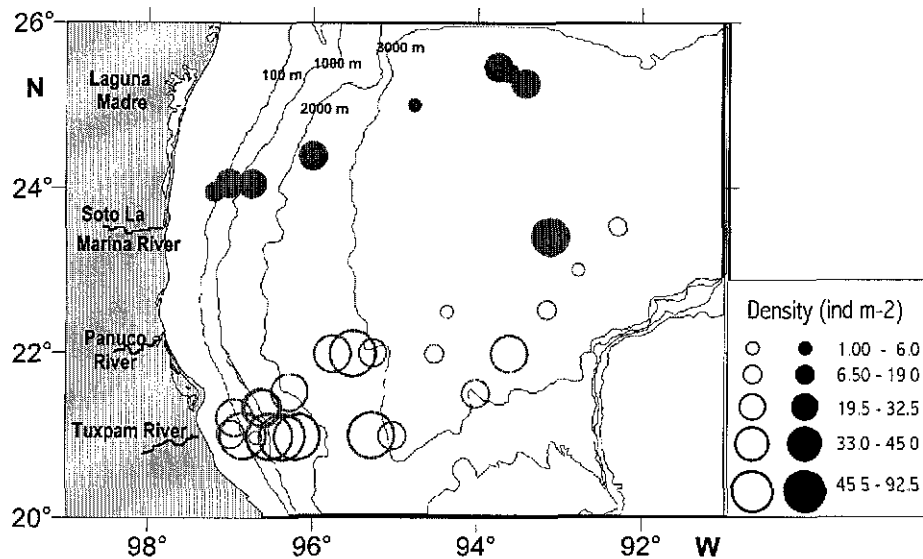 26°
N
Laguna
Madre
100 m
1000 m
2000 m
3000 m
24°
Soto La
Marina River
22°
Panuco
River
Tuxpam River
20°
98°
96°
94°
92°
W
Density (ind m-2)
1.00 - 6.0
6.50 - 19.0
19.5 - 32.5
33.0 - 45.0
45.5 - 92.5